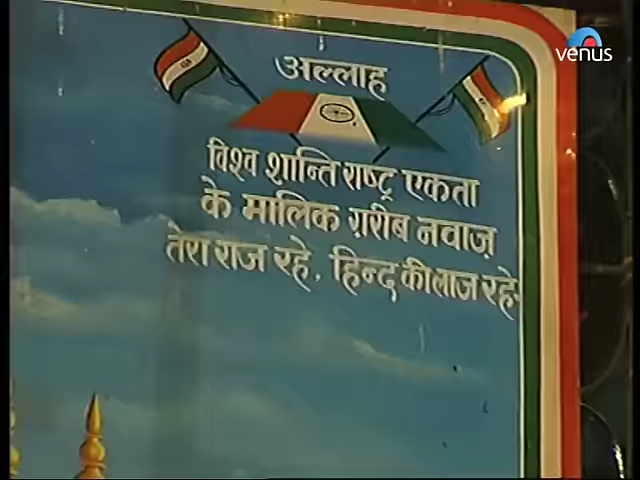 venus
अल्लाह
विश्व शान्ति राष्ट्र एकता
के मालिक ग़रीब नवाज़
तेरा राज रहे, हिन्द की लाज रहे.